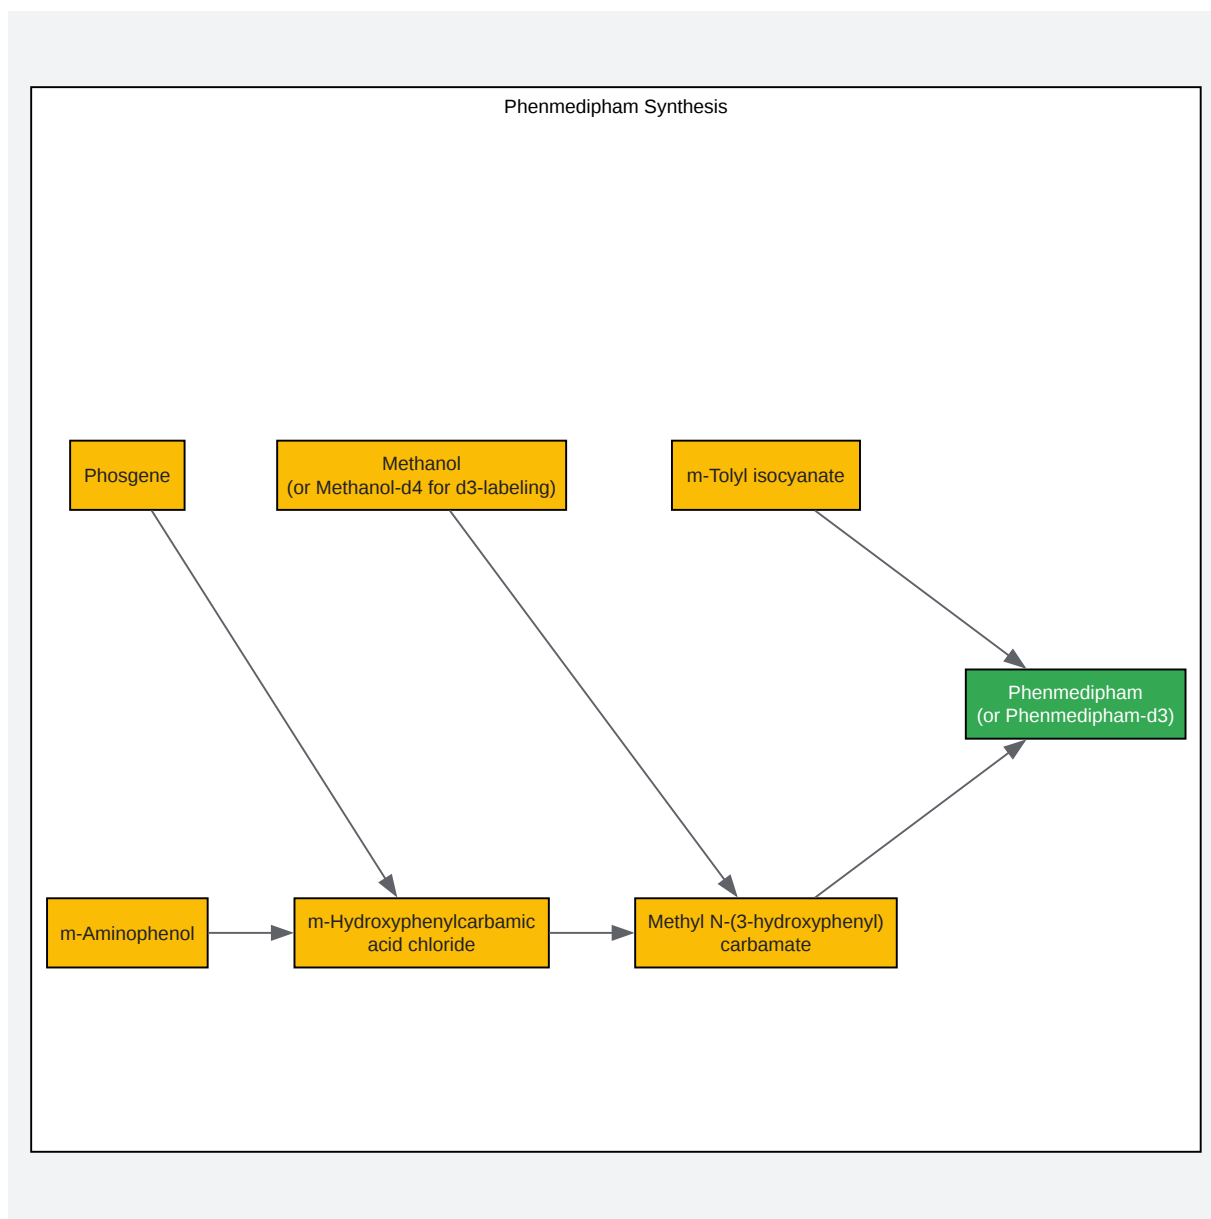 Phenmedipham Synthesis
Phosgene
Methanol
(or Methanol-d4 for d3-labeling)
m-Tolyl isocyanate
Phenmedipham
(or Phenmedipham-d3)
m-Aminophenol
m-Hydroxyphenylcarbamic
acid chloride
Methyl N-(3-hydroxyphenyl)
carbamate